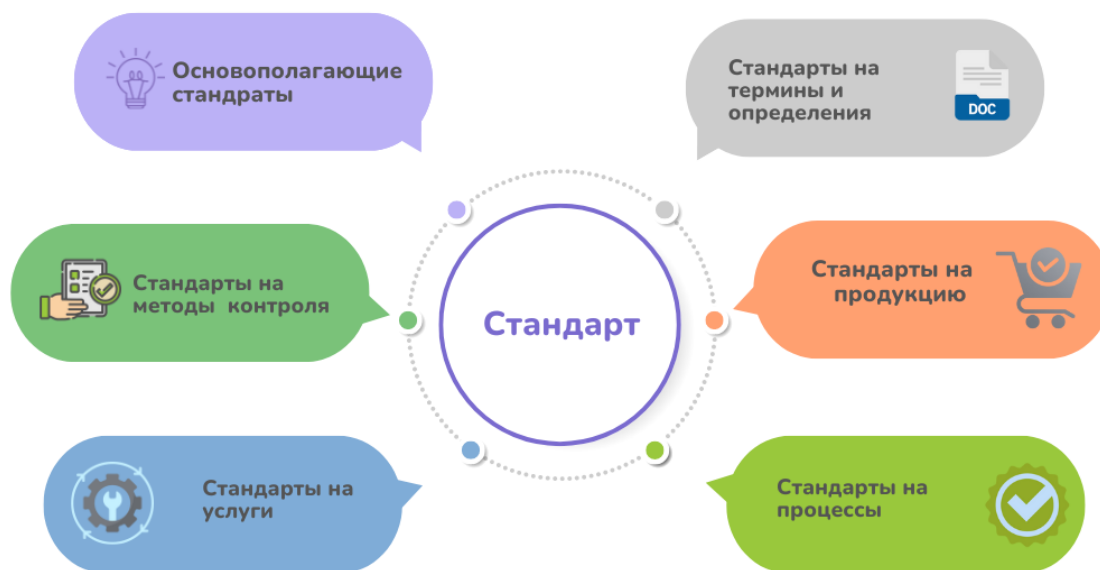 Основополагающие
стандраты
Стандарты на
термины и
определения
DOC
Стандарты на
методы контроля
Стандарт
Стандарты на
продукцию
Стандарты на
услуги
Стандарты на
процессы